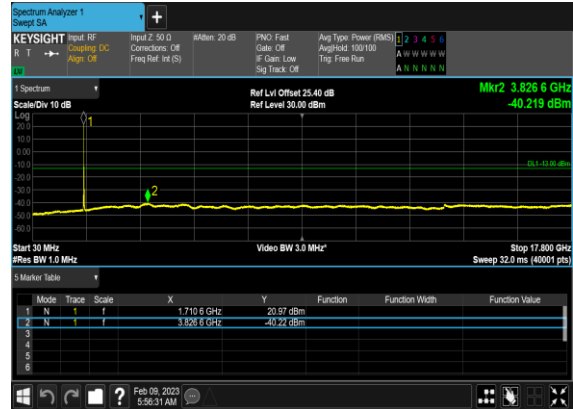 Spectrum Analyzer 1
Swept SA
+
KEYSIGHT Input: RF Input Z: 50 Ω #Atten: 20 dB PNO: Fast Avg Type: Power (RMS) 1 2 3 4 5 6
R T Coupling: DC Corrections: Off Gate: Off Avg|Hold: 100/100 A W W W W W
Align: Off Freq Ref: Int (S) IF Gain: Low Trig: Free Run
LXI Sig Track: Off A N N N N N
1 Spectrum Ref Lvl Offset 25.40 dB Mkr2 3.826 6 GHz
Scale/Div 10 dB Ref Level 30.00 dBm -40.219 dBm
Log
1
20.0
10.0
0.00
-10.0
DL1 -13.00 dBm
-20.0
-30.0
2
-40.0
-50.0
-60.0
Start 30 MHz Video BW 3.0 MHz* Stop 17.800 GHz
#Res BW 1.0 MHz Sweep 32.0 ms (40001 pts)
5 Marker Table
Mode Trace Scale X Y Function Function Width Function Value
1 N 1 f 1.710 6 GHz 20.97 dBm
2 N 1 f 3.826 6 GHz -40.22 dBm
3
4
5
6
? Feb 09, 2023
5:56:31 AM